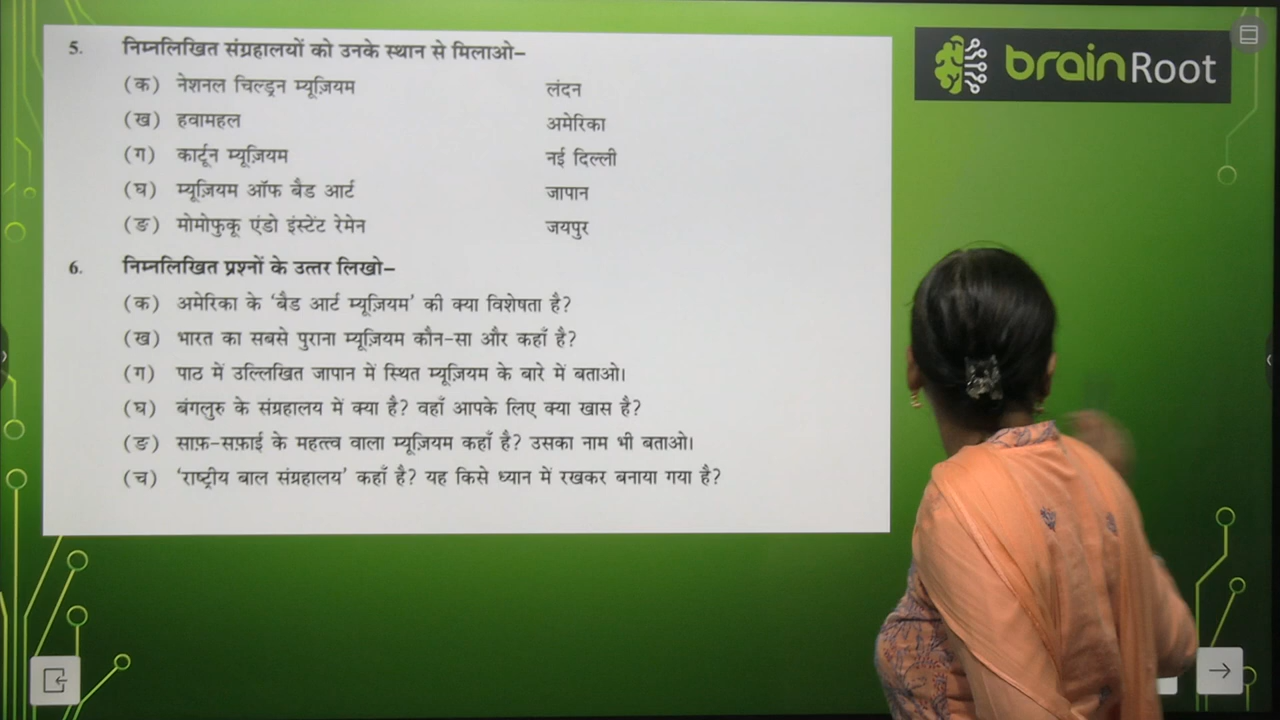 brainRoot
5. निम्नलिखित संग्रहालयों को उनके स्थान से मिलाओ–
(क) नेशनल चिल्ड्रन म्यूज़ियम लंदन
(ख) हवामहल अमेरिका
(ग) कार्टून म्यूज़ियम नई दिल्ली
(घ) म्यूज़ियम ऑफ बैड आर्ट जापान
(ङ) मोमोफुकू एंडो इंस्टेंट रेमेन जयपुर
6. निम्नलिखित प्रश्नों के उत्तर लिखो–
(क) अमेरिका के ‘बैड आर्ट म्यूज़ियम’ की क्या विशेषता है?
(ख) भारत का सबसे पुराना म्यूज़ियम कौन-सा और कहाँ है?
(ग) पाठ में उल्लिखित जापान में स्थित म्यूज़ियम के बारे में बताओ।
(घ) बंगलुरु के संग्रहालय में क्या है? वहाँ आपके लिए क्या खास है?
(ङ) साफ़-सफ़ाई के महत्त्व वाला म्यूज़ियम कहाँ है? उसका नाम भी बताओ।
(च) ‘राष्ट्रीय बाल संग्रहालय’ कहाँ है? यह किसे ध्यान में रखकर बनाया गया है?